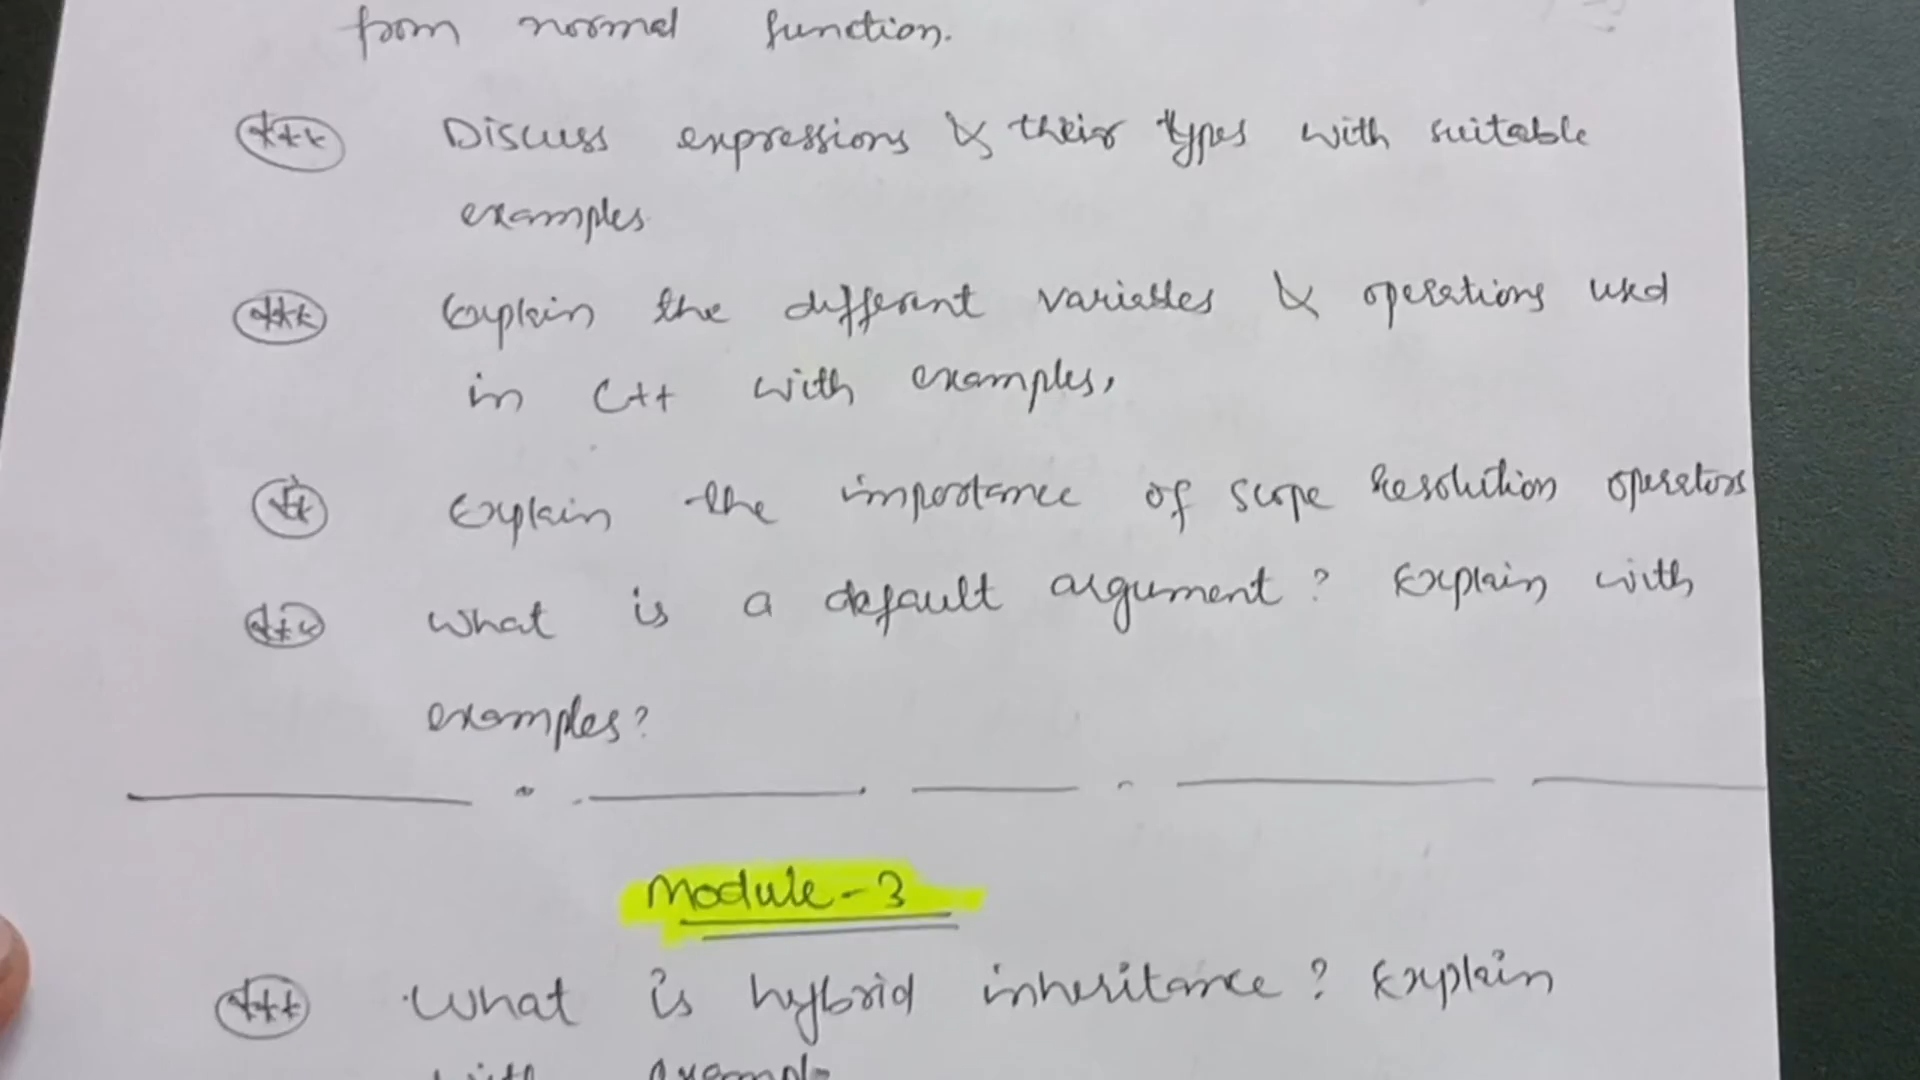 from normal function.
*** Discuss expressions & their types with suitable
examples.
*** Explain the different variables & operations used
in C++ with examples,
** Explain the importance of scope resolution operators
*** What is a default argument? Explain with
examples?
Module-3
*** What is hybrid inheritance? Explain
with example